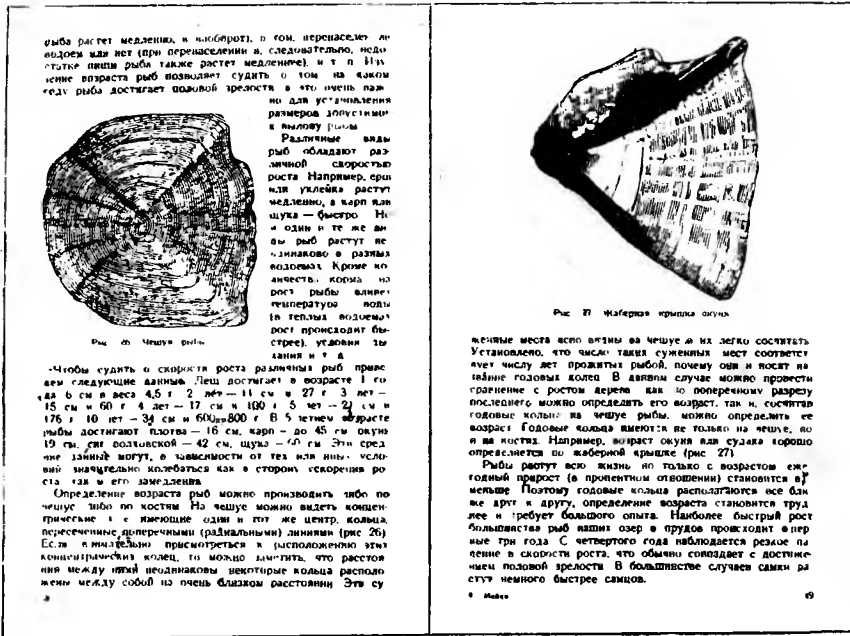 рыба растет медленно, и наоборот), о том, перенаселен ли
водоем или нет (при перенаселении и, следовательно, недо
статке пищи рыба также растет медленнее), и т п
чение возраста рыб позволяет судить о том на каком
году рыба достигает половой зрелости а это очень важ
но для установления
размеров допустимо
к вылову рыбы
Различные виды
рыб обладают раз
личной скоростью
роста Например, ерш
или уклейка растут
медленно, а карп или
щука — быстро Но
и один и те же ви
ды рыб растут не
одинаково в разных
водоемах Кроме ко
личества корма на
рост рыбы влияет
температура воды
(в теплых водоемах
рост происходит бы
стрее), условия зи
т д
Рис 26 Чешуя рыбы
Чтобы судить о скорости роста различных рыб приве
дем следующие данные Лещ достигает в возрасте 1 го
да 6 см и веса 4,5 г 2 лет — 11 см и 27 г 3 лет —
15 см и 60 г 4 лет — 17 см и 100 г 5 лет — 21 см и
176 г 10 лет — 34 см и 600—800 г В 5 летнем возрасте
рыбы достигают плотва — 16 см, карп — до 45 см окунь
19 см, сиг волховской — 42 см, щука — 60 см Эти сред
ние данные могут, в зависимости от тех или иных усло
вий значительно колебаться как в сторону ускорения ро
ста так и его замедления
Определение возраста рыб можно производить либо по
чешуе либо по костям На чешуе можно видеть концен
трические т е имеющие один и тот же центр, кольца,
пересеченные поперечными (радиальными) линиями (рис 26)
Если внимательно присмотреться к расположению этих
концентрических колец, то можно заметить, что расстоя
ния между ними неодинаковы некоторые кольца располо
жены между собой на очень близком расстоянии Эти су
Рис 27 Жаберная крышка окуня
женные места ясно видны на чешуе и их легко сосчитать
Установлено, что число таких суженных мест соответст
вует числу лет прожитых рыбой, почему они и носят на
звание годовых колец В данном случае можно провести
сравнение с ростом дерева как по поперечному разрезу
последнего можно определить его возраст, так и, сосчитав
годовые кольца на чешуе рыбы, можно определить ее
возраст Годовые кольца имеются не только на чешуе, но
и на костях Например, возраст окуня или судака хорошо
определяется по жаберной крышке (рис 27)
Рыбы растут всю жизнь но только с возрастом еже
годный прирост (в процентном отношении) становится
меньше Поэтому годовые кольца располагаются все бли
же друг к другу, определение возраста становится труд
нее и требует большого опыта. Наиболее быстрый рост
большинства рыб наших озер и прудов происходит в пер
вые три года С четвертого года наблюдается резкое па
дение в скорости роста, что обычно совпадает с достиже
нием половой зрелости В большинстве случаев самки ра
стут немного быстрее самцов.